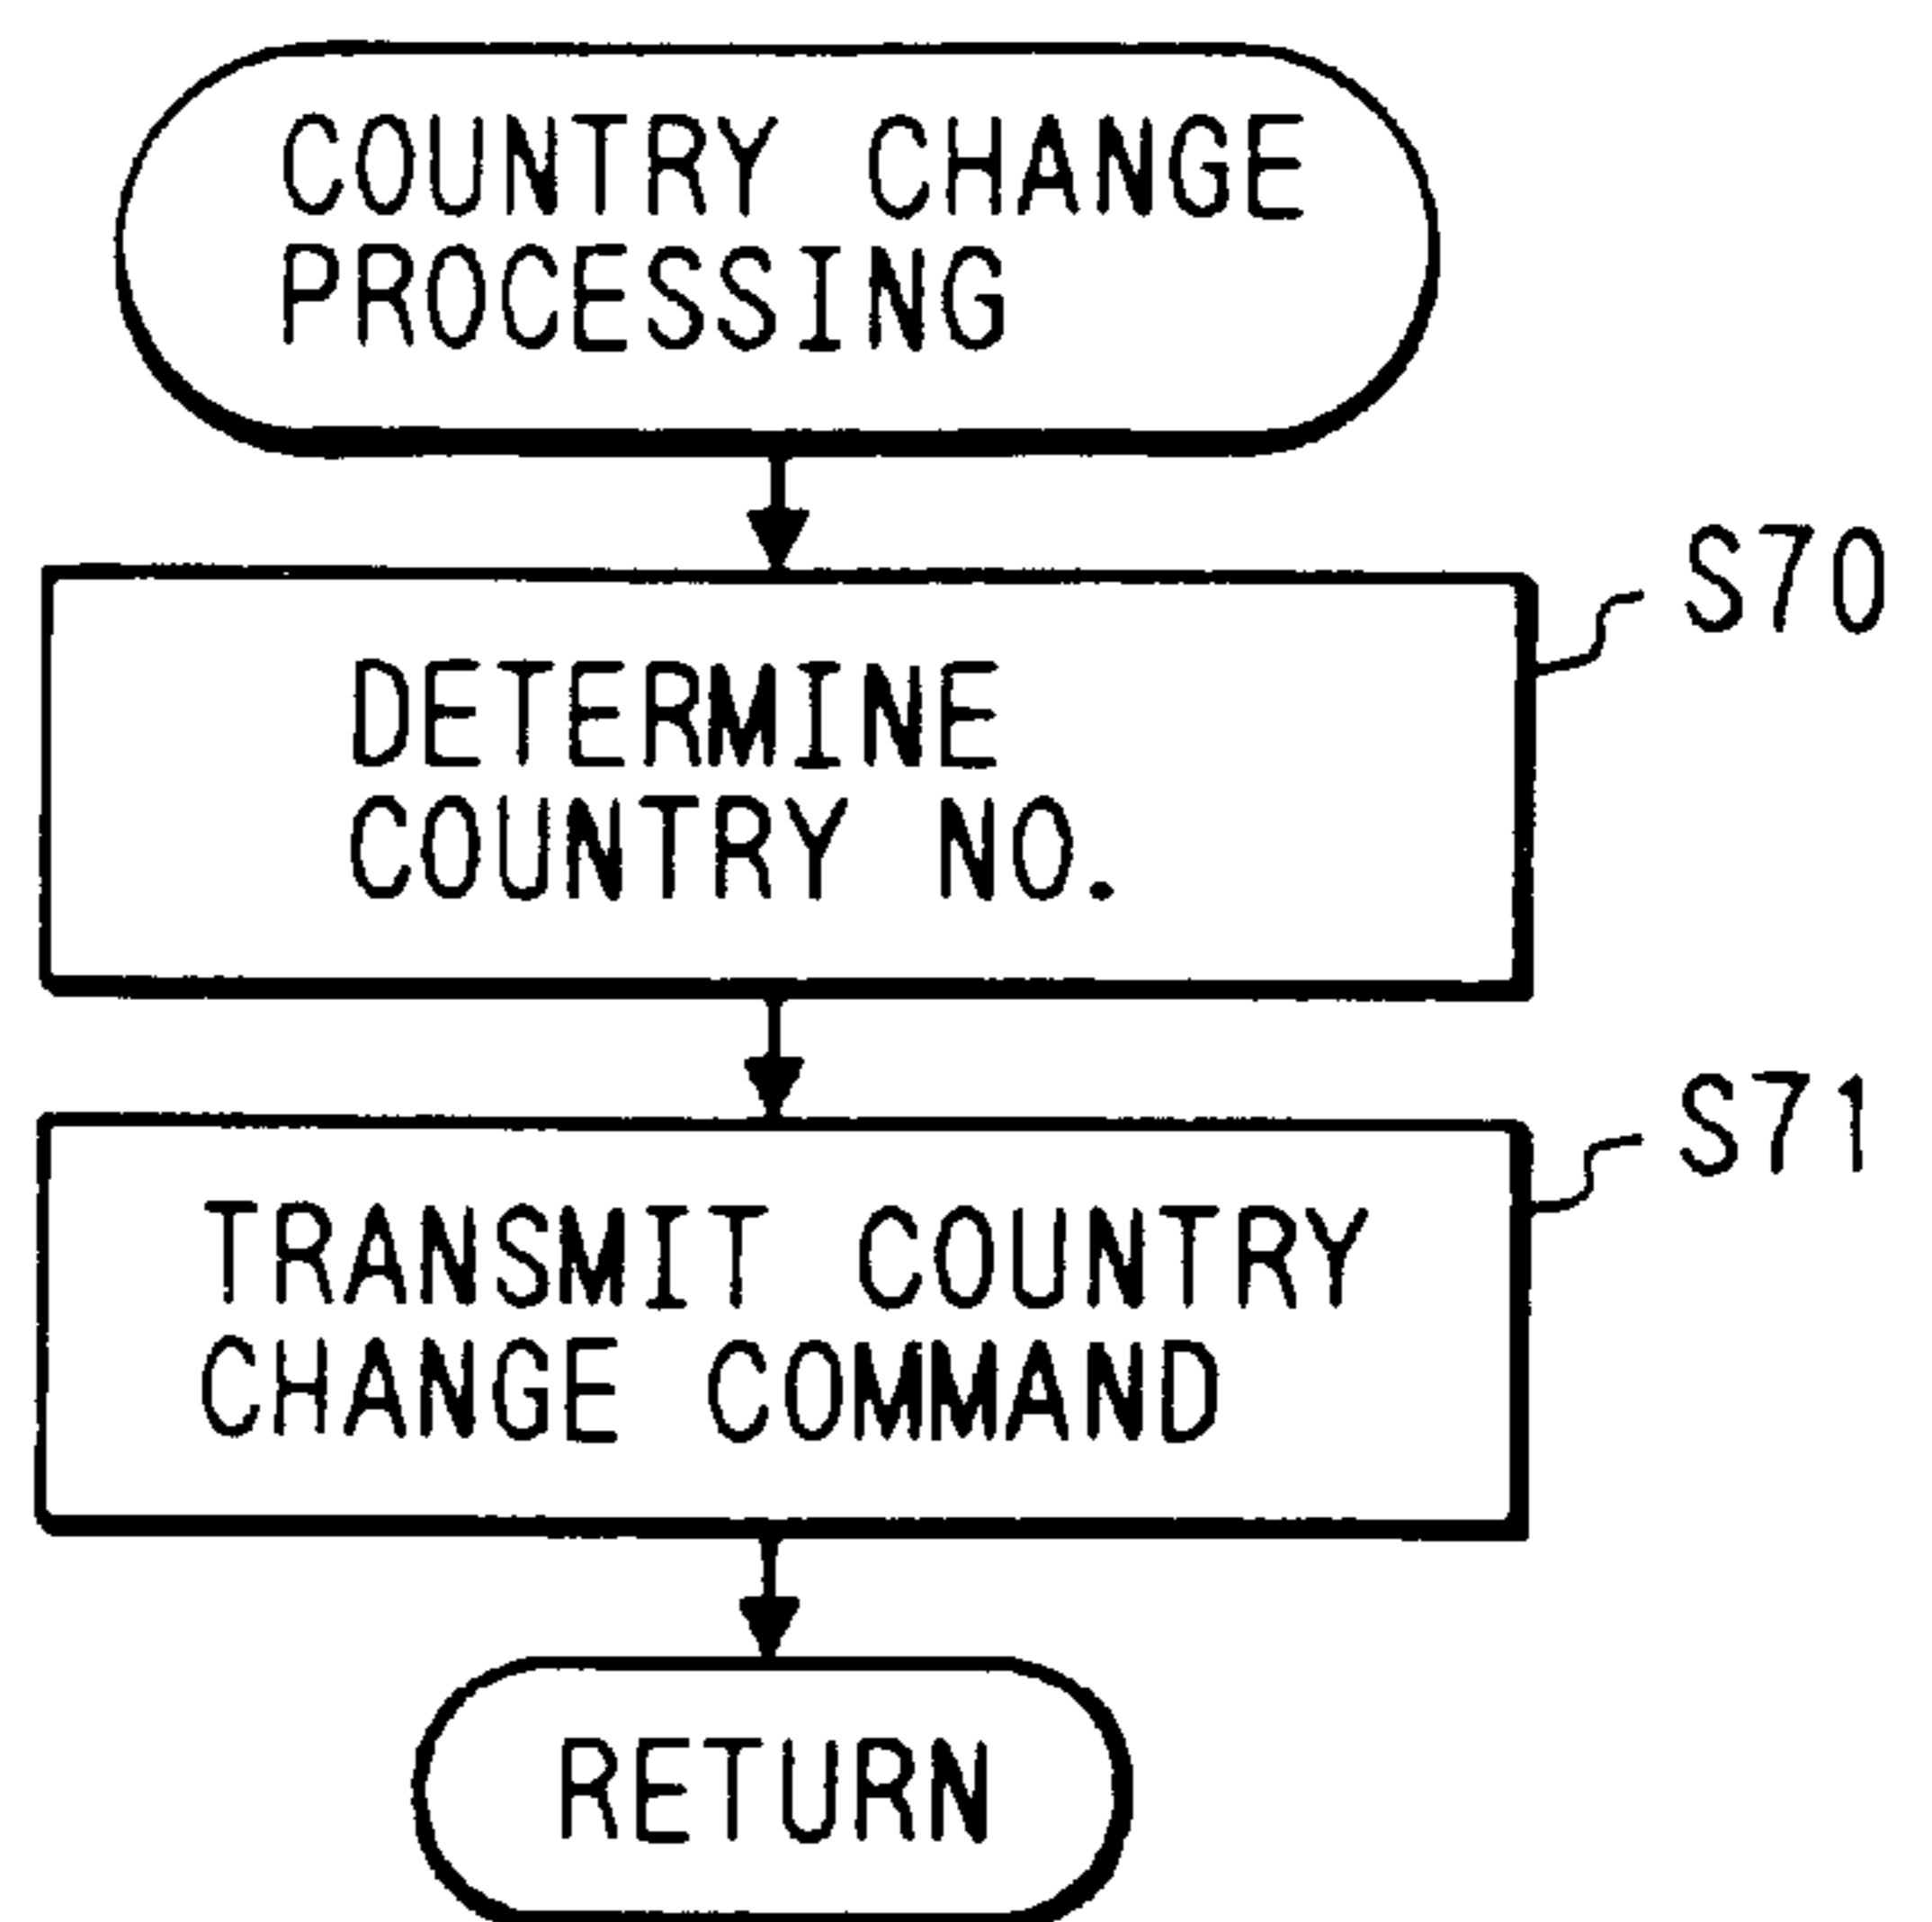 COUNTRY CHANGE
PROCESSING
S70
DETERMINE
COUNTRY NO.
S71
TRANSMIT COUNTRY
CHANGE COMMAND
RETURN